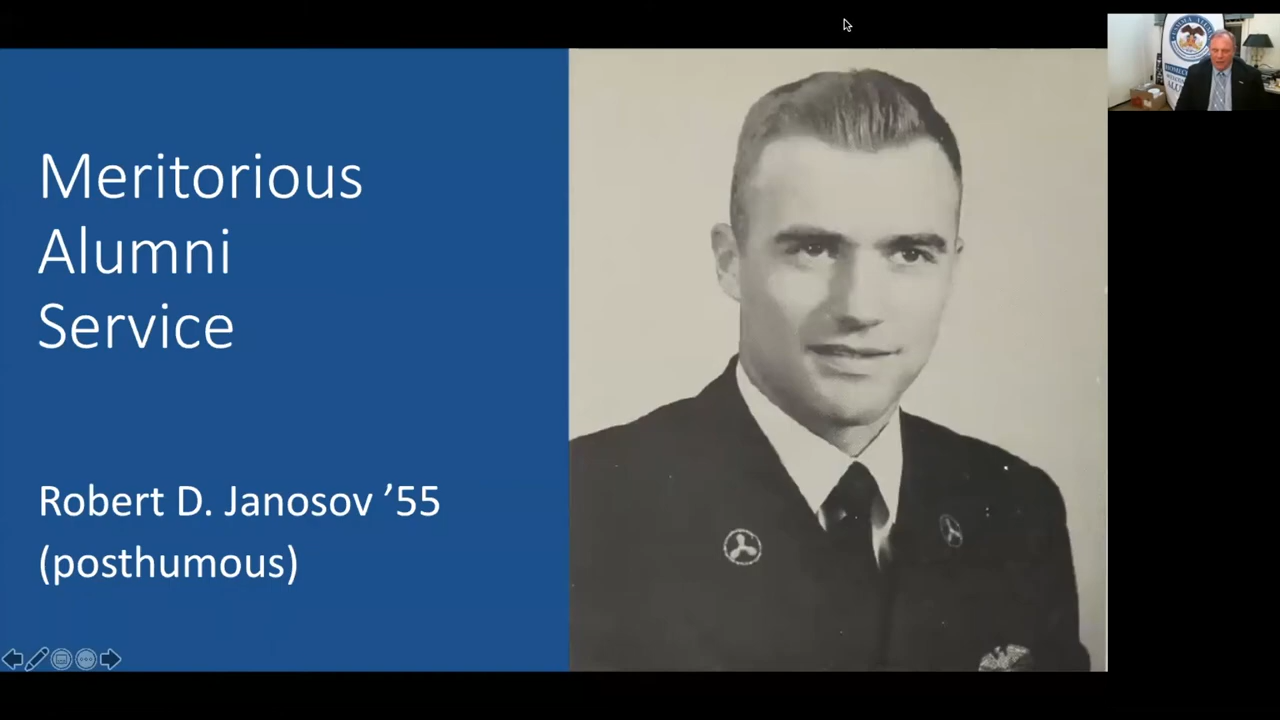 Meritorious
Alumni
Service
Robert D. Janosov ’55
(posthumous)